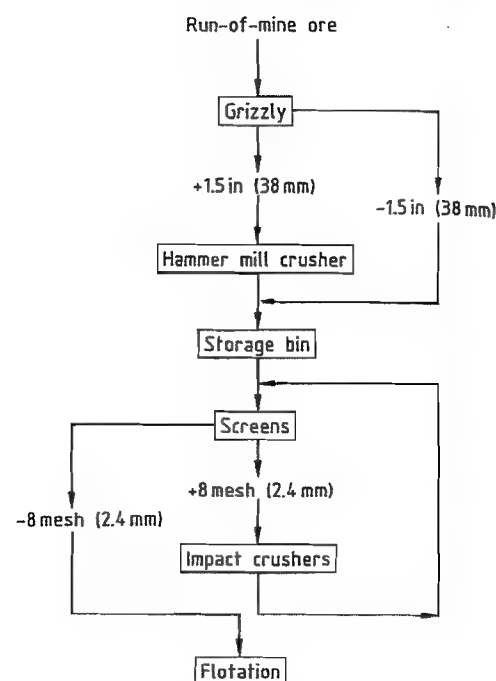 Run-of-mine ore
Grizzly
+1.5 in (38 mm)
-1.5 in (38 mm)
Hammer mill crusher
Storage bin
Screens
+8 mesh (2.4 mm)
-8 mesh (2.4 mm)
Impact crushers
Flotation